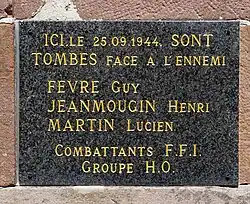 ICI.LE 25.09.1944. SONT
TOMBES FACE A L'ENNEMI
FEVRE GUY
JEANMOUGIN HENRI
MARTIN LUCIEN
COMBATTANTS F.F.I.
GROUPE H.O.